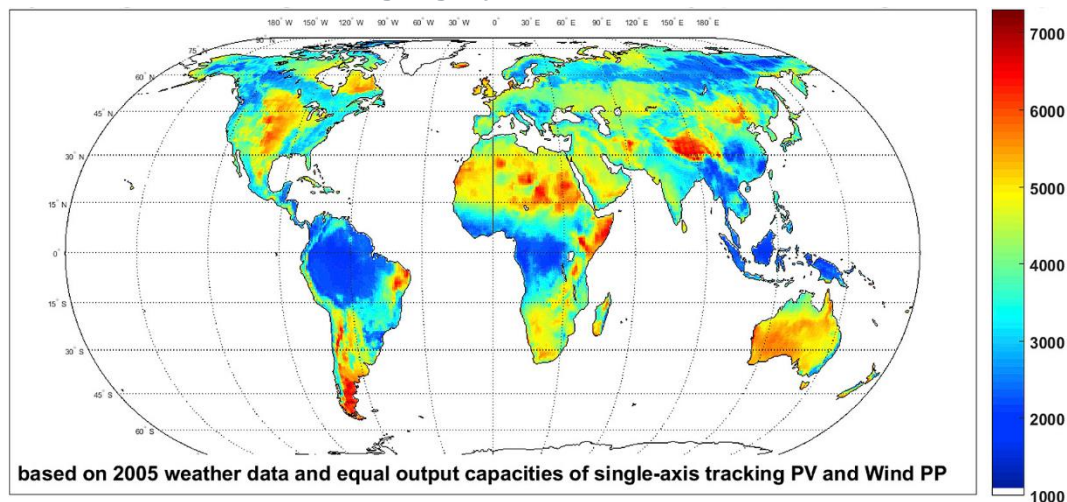 180° W 150° W 120° W 90° W 60° W 30° W 0° 30° E 60° E 90° E 120° E 150° E 180° E
90° N
75° N
60° N
45° N
30° N
15° N
0°
15° S
30° S
45° S
60° S
7000
6000
5000
4000
3000
2000
1000
based on 2005 weather data and equal output capacities of single-axis tracking PV and Wind PP